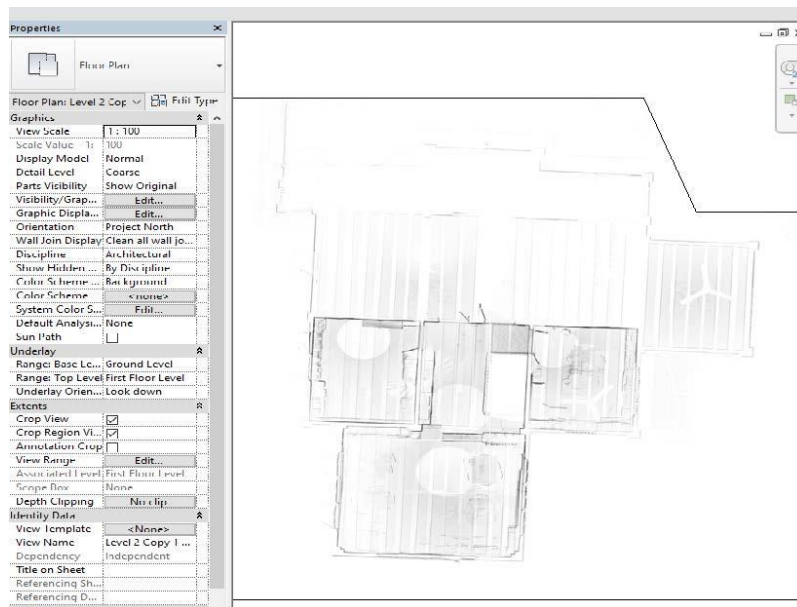 Properties
Floor Plan
Floor Plan: Level 2 Cop Edit Type
Graphics
View Scale 1 : 100
Scale Value 1: 100
Display Model Normal
Detail Level Coarse
Parts Visibility Show Original
Visibility/Grap... Edit...
Graphic Displa... Edit...
Orientation Project North
Wall Join Display Clean all wall jo...
Discipline Architectural
Show Hidden ... By Discipline
Color Scheme ... Background
Color Scheme <none>
System Color S... Edit...
Default Analysi... None
Sun Path
Underlay
Range: Base Le... Ground Level
Range: Top Level First Floor Level
Underlay Orien... Look down
Extents
Crop View
Crop Region Vi...
Annotation Crop
View Range Edit...
Associated Level First Floor Level
Scope Box None
Depth Clipping No clip
Identity Data
View Template <None>
View Name Level 2 Copy 1 ...
Dependency Independent
Title on Sheet
Referencing Sh...
Referencing D...